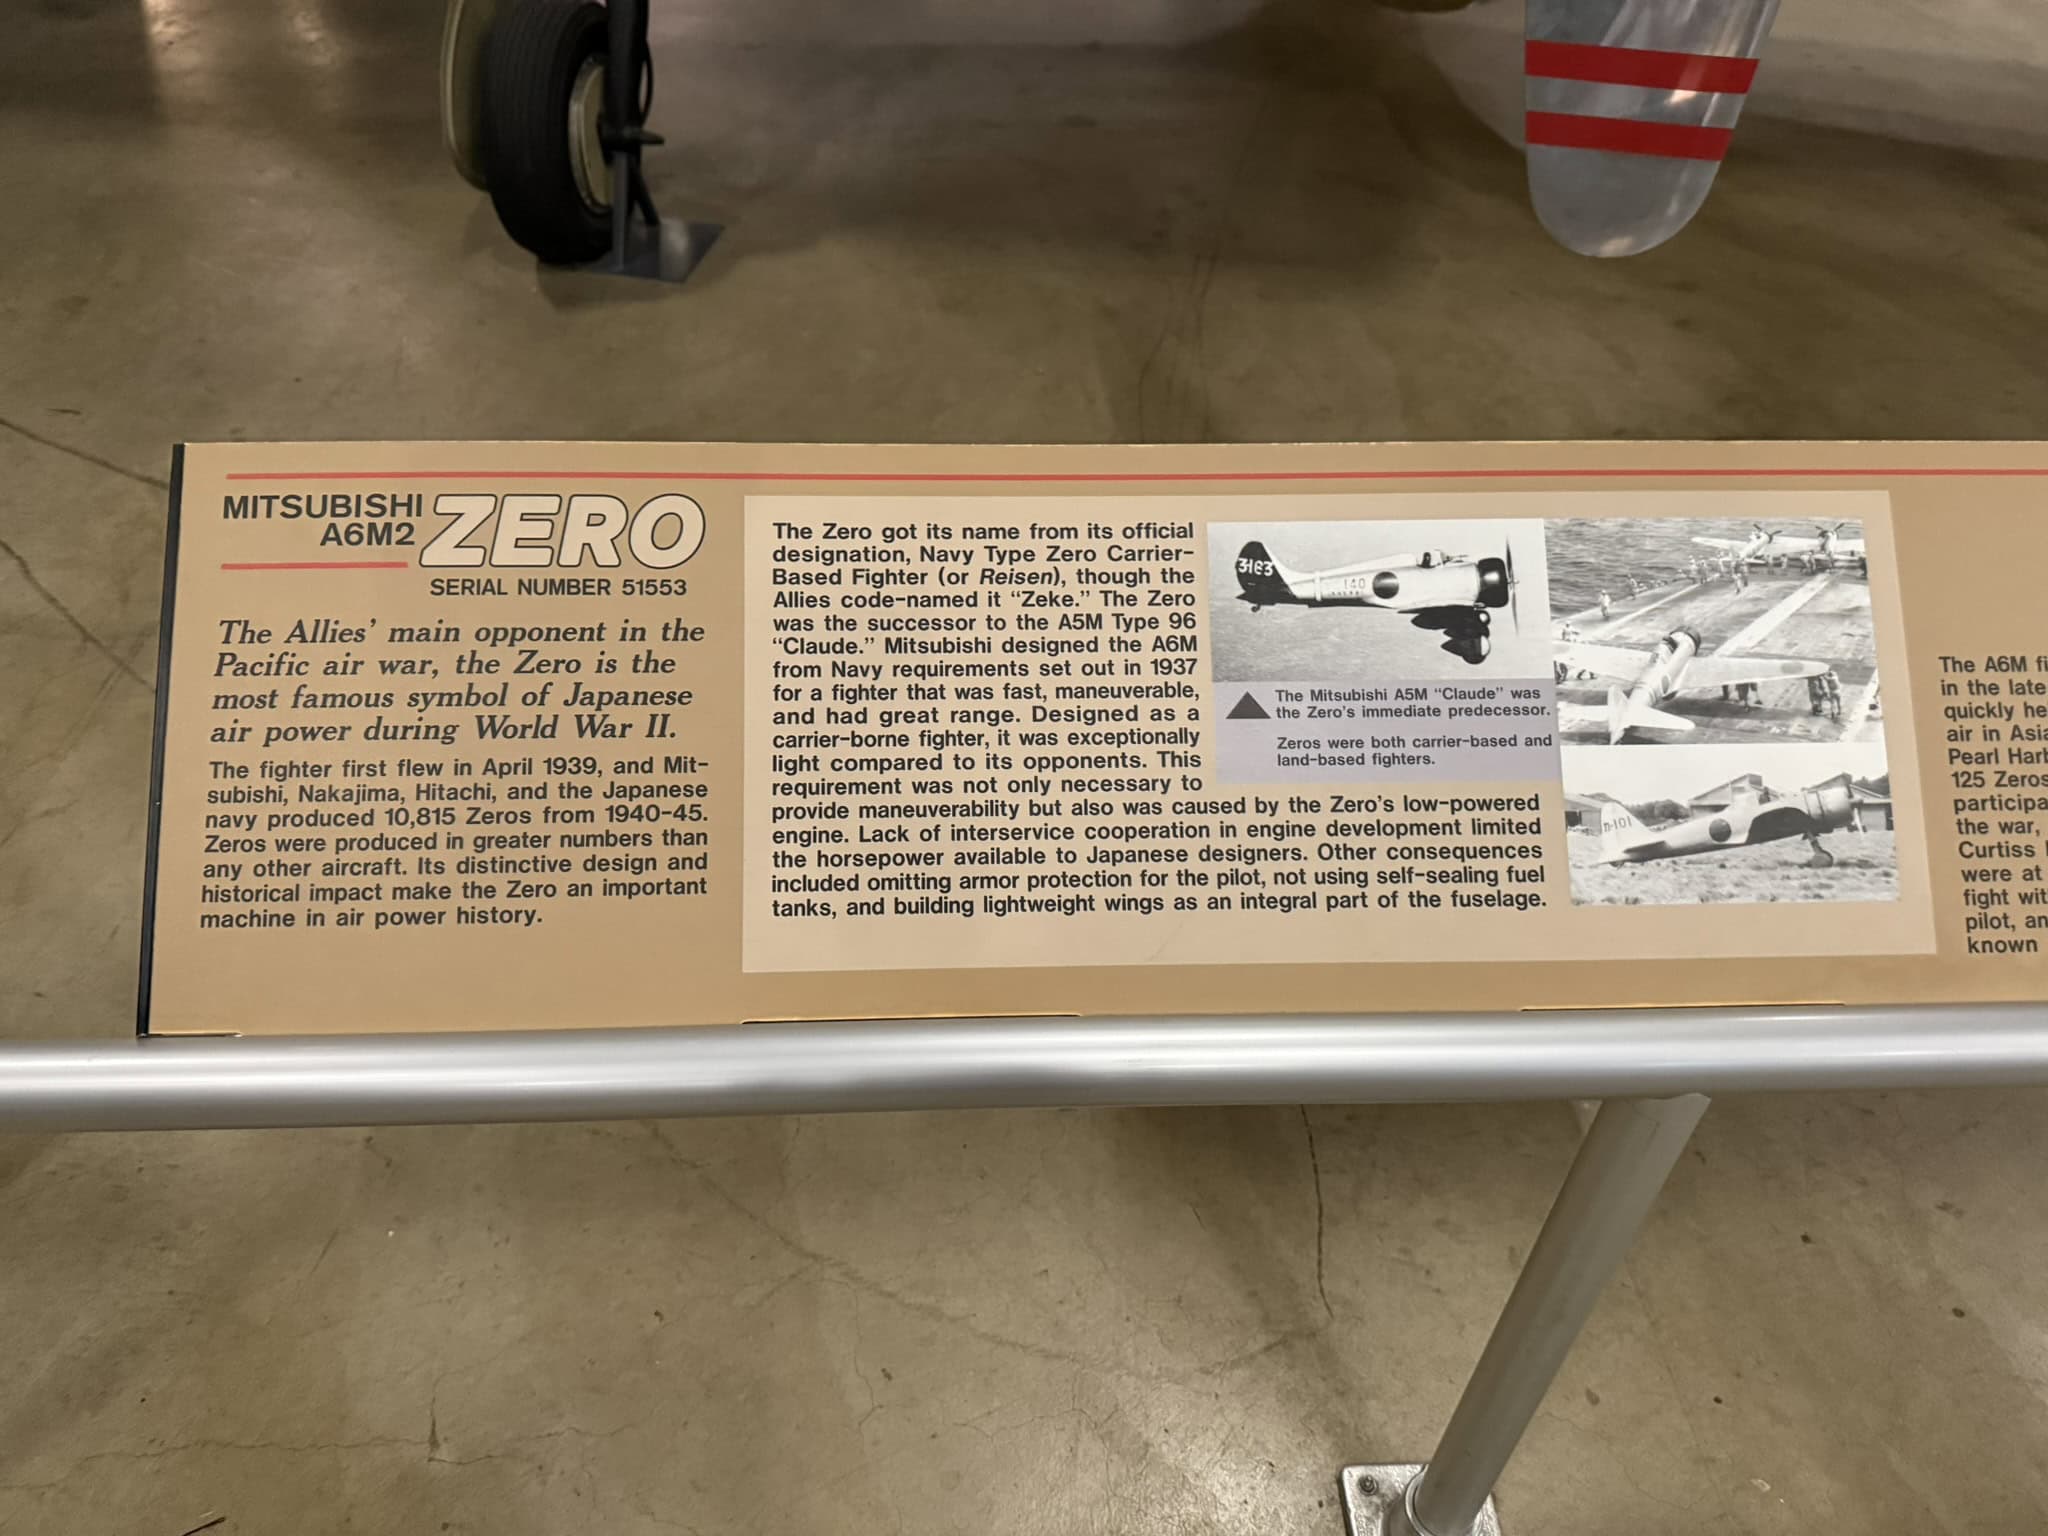 MITSUBISHI
A6M2
ZERO
SERIAL NUMBER 51553
The Allies' main opponent in the
Pacific air war, the Zero is the
most famous symbol of Japanese
air power during World War II.
The fighter first flew in April 1939, and Mit-
subishi, Nakajima, Hitachi, and the Japanese
navy produced 10,815 Zeros from 1940-45.
Zeros were produced in greater numbers than
any other aircraft. Its distinctive design and
historical impact make the Zero an important
machine in air power history.
The Zero got its name from its official
designation, Navy Type Zero Carrier-
Based Fighter (or Reisen), though the
Allies code-named it “Zeke.” The Zero
was the successor to the A5M Type 96
“Claude.” Mitsubishi designed the A6M
from Navy requirements set out in 1937
for a fighter that was fast, maneuverable,
and had great range. Designed as a
carrier-borne fighter, it was exceptionally
light compared to its opponents. This
requirement was not only necessary to
provide maneuverability but also was caused by the Zero's low-powered
engine. Lack of interservice cooperation in engine development limited
the horsepower available to Japanese designers. Other consequences
included omitting armor protection for the pilot, not using self-sealing fuel
tanks, and building lightweight wings as an integral part of the fuselage.
140
The Mitsubishi A5M “Claude” was
the Zero's immediate predecessor.
Zeros were both carrier-based and
land-based fighters.
The A6M
in the late
quickly
air in
Pearl
125 Zeros
the war,
Curtiss
were at
fight
pilot,
known